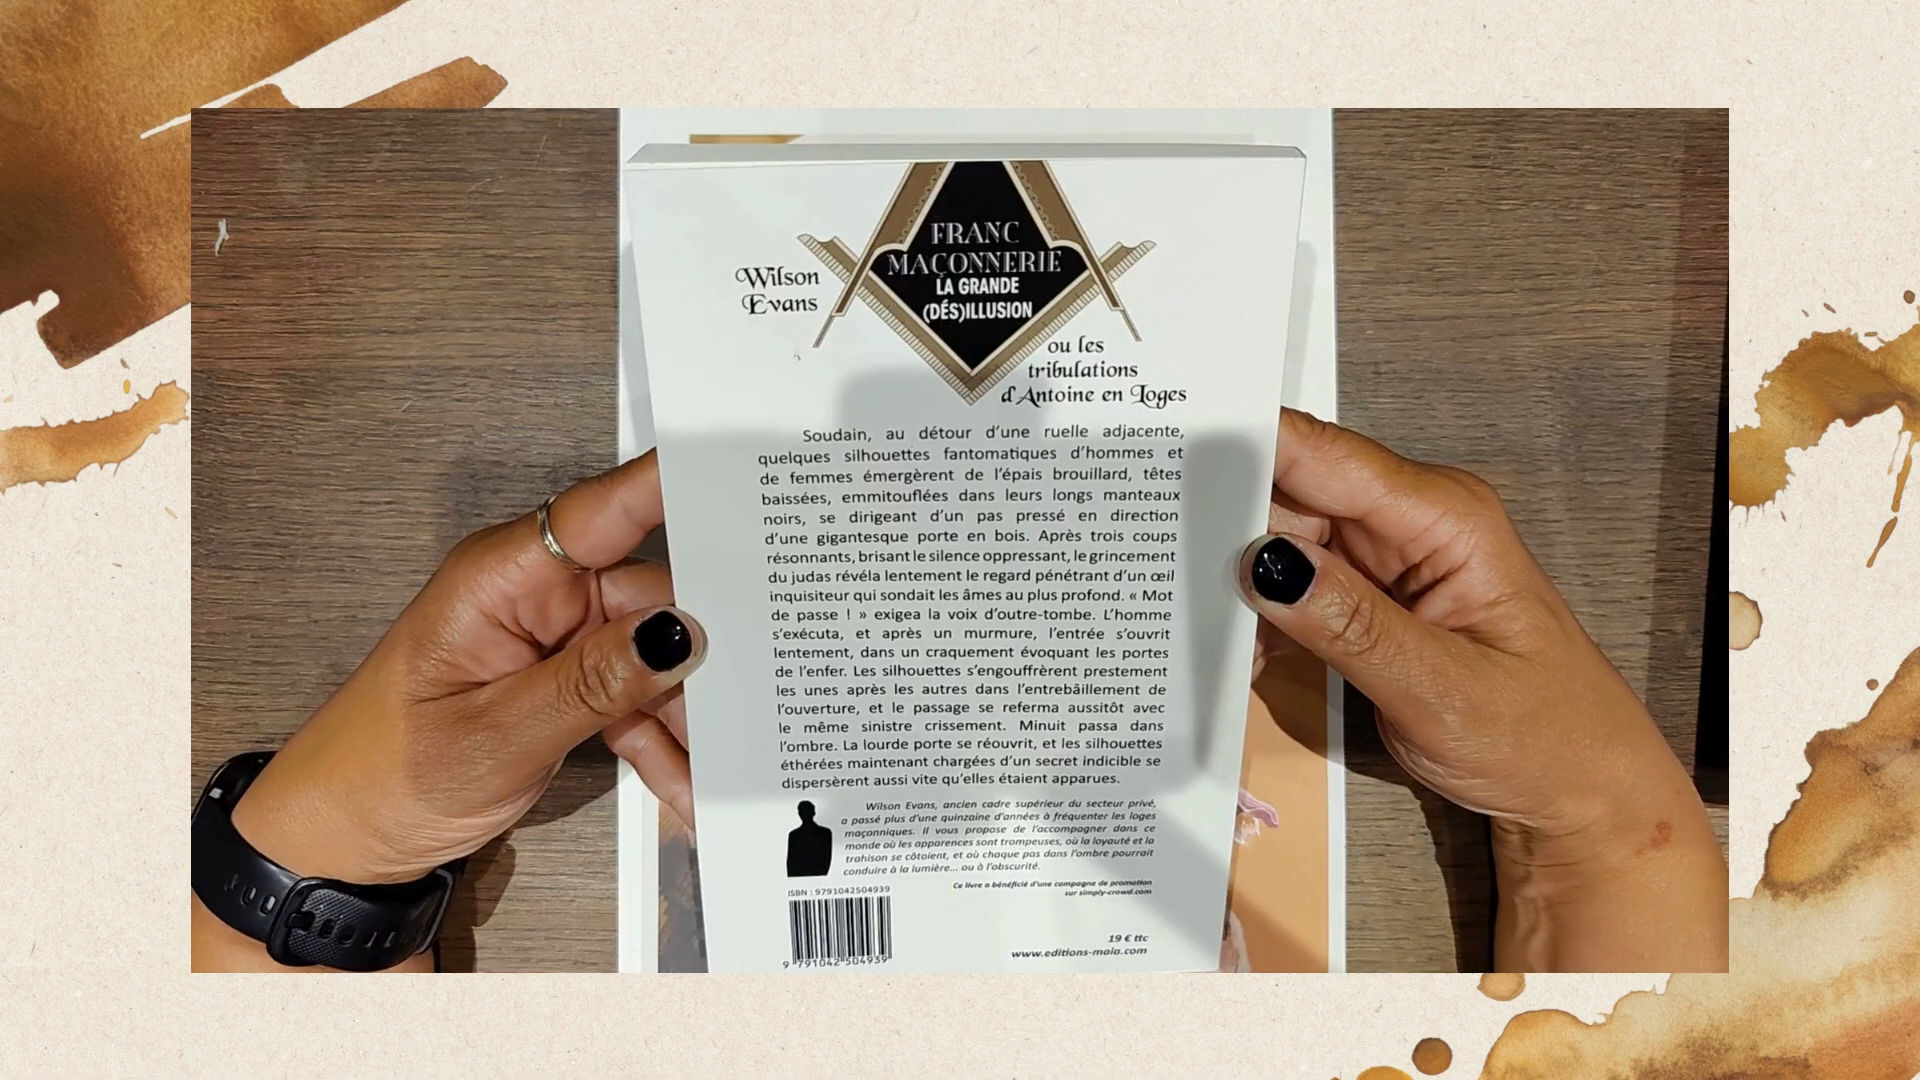 FRANC
MAÇONNERIE
LA GRANDE
(DÉS)ILLUSION
Wilson
Evans
ou les
tribulations
d'Antoine en Loges
Soudain, au détour d'une ruelle adjacente,
quelques silhouettes fantomatiques d'hommes et
de femmes émergèrent de l'épais brouillard, têtes
baissées, emmitouflées dans leurs longs manteaux
noirs, se dirigeant d'un pas pressé en direction
d'une gigantesque porte en bois. Après trois coups
résonnants, brisant le silence oppressant, le grincement
du judas révéla lentement le regard pénétrant d'un œil
inquisiteur qui sondait les âmes au plus profond. « Mot
de passe ! » exigea la voix d'outre-tombe. L'homme
s'exécuta, et après un murmure, l'entrée s'ouvrit
lentement, dans un craquement évoquant les portes
de l'enfer. Les silhouettes s'engouffrèrent prestement
les unes après les autres dans l'entrebâillement de
l'ouverture, et le passage se referma aussitôt avec
le même sinistre crissement. Minuit passa dans
l'ombre. La lourde porte se réouvrit, et les silhouettes
éthérées maintenant chargées d'un secret indicible se
dispersèrent aussi vite qu'elles étaient apparues.
Wilson Evans, ancien cadre supérieur du secteur privé,
a passé plus d'une quinzaine d'années à fréquenter les loges
maçonniques. Il vous propose de l'accompagner dans ce
monde où les apparences sont trompeuses, où la loyauté et la
trahison se côtoient, et où chaque pas dans l'ombre pourrait
conduire à la lumière... ou à l'obscurité.
Ce livre a bénéficié d'une campagne de promotion
sur simply-crowd.com
ISBN : 9791042504939
9 791042 504939
19 € ttc
www.editions-maia.com